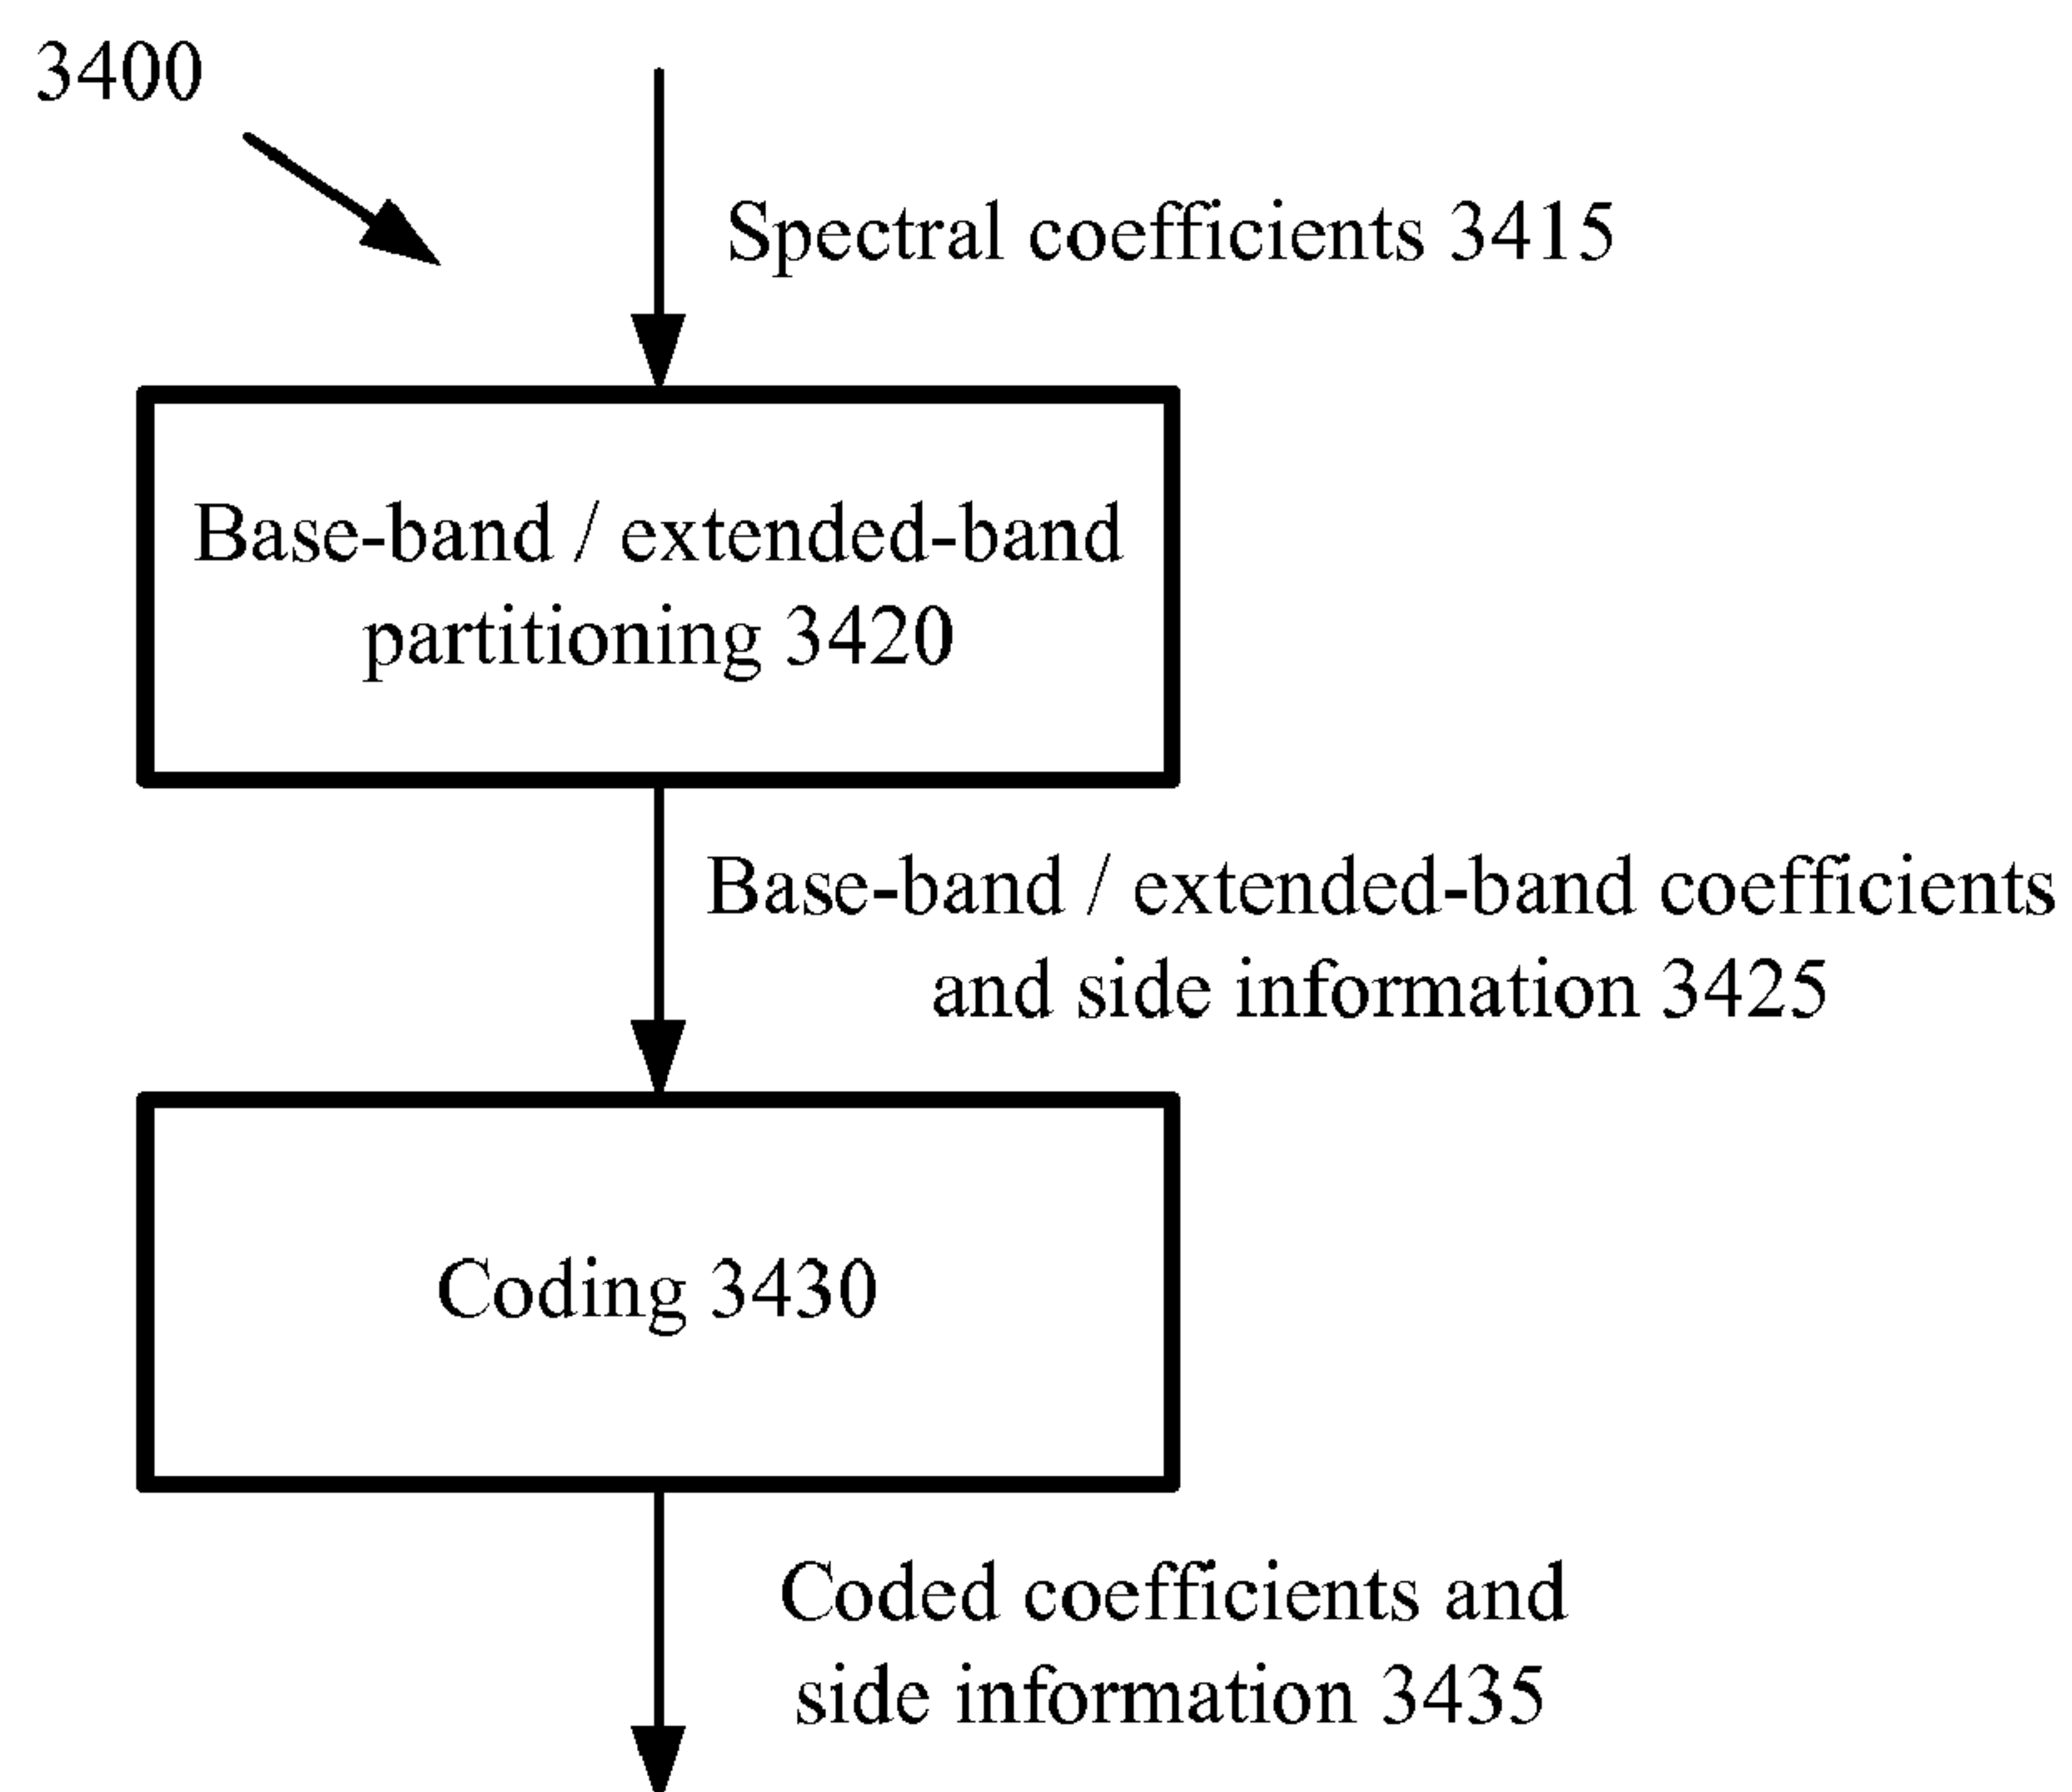 3400
Spectral coefficients 3415
Base-band / extended-band
partitioning 3420
Base-band / extended-band coefficients
and side information 3425
Coding 3430
Coded coefficients and
side information 3435